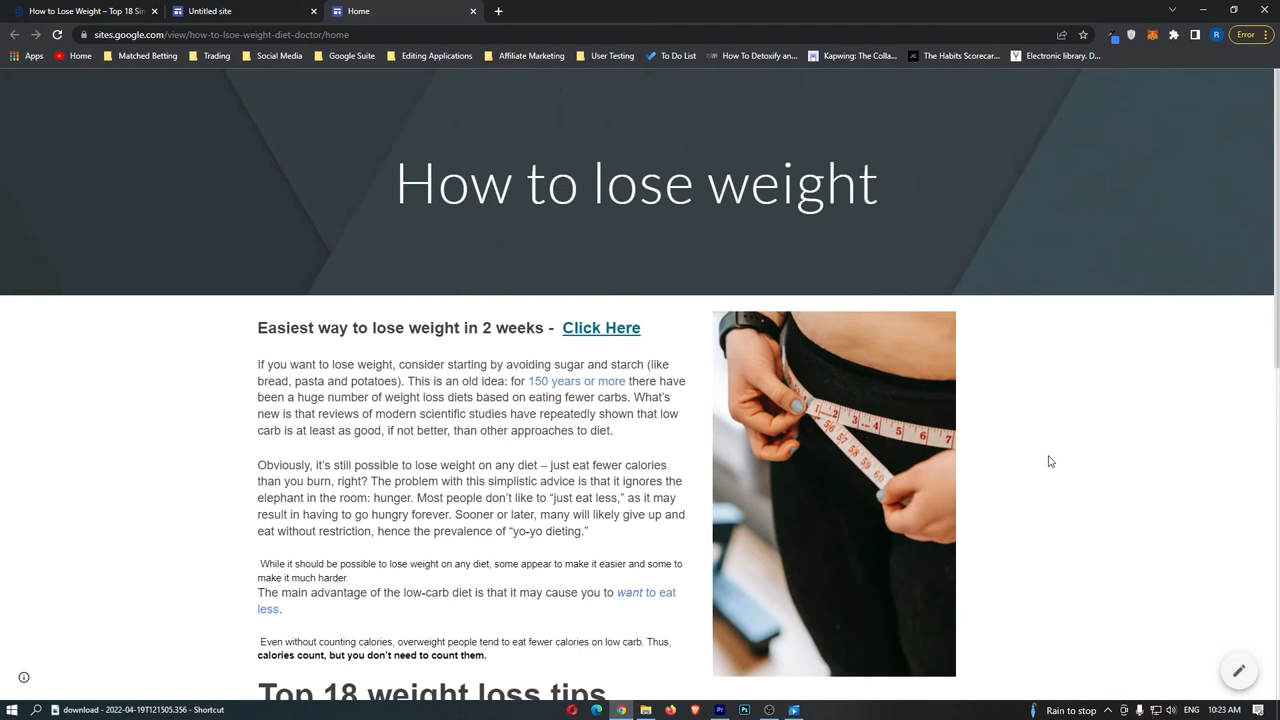 How to Lose Weight – Top 18 Si
Untitled site
Home
sites.google.com/view/how-to-lsoe-weight-diet-doctor/home
R
Error
Apps
Home
Matched Betting
Trading
Social Media
Google Suite
Editing Applications
Affiliate Marketing
User Testing
To Do List
How To Detoxify an...
Kapwing: The Colla...
The Habits Scorecar...
Electronic library. D...
How to lose weight
Easiest way to lose weight in 2 weeks - Click Here
If you want to lose weight, consider starting by avoiding sugar and starch (like
bread, pasta and potatoes). This is an old idea: for 150 years or more there have
been a huge number of weight loss diets based on eating fewer carbs. What’s
new is that reviews of modern scientific studies have repeatedly shown that low
carb is at least as good, if not better, than other approaches to diet.
Obviously, it’s still possible to lose weight on any diet – just eat fewer calories
than you burn, right? The problem with this simplistic advice is that it ignores the
elephant in the room: hunger. Most people don’t like to “just eat less,” as it may
result in having to go hungry forever. Sooner or later, many will likely give up and
eat without restriction, hence the prevalence of “yo-yo dieting.”
While it should be possible to lose weight on any diet, some appear to make it easier and some to
make it much harder.
The main advantage of the low-carb diet is that it may cause you to want to eat
less.
Even without counting calories, overweight people tend to eat fewer calories on low carb. Thus,
calories count, but you don’t need to count them.
Top 18 weight loss tips
1 2 3 4 5 6 7
56 57 58 59 60
download - 2022-04-19T121505.356 - Shortcut
Rain to stop
10:23 AM